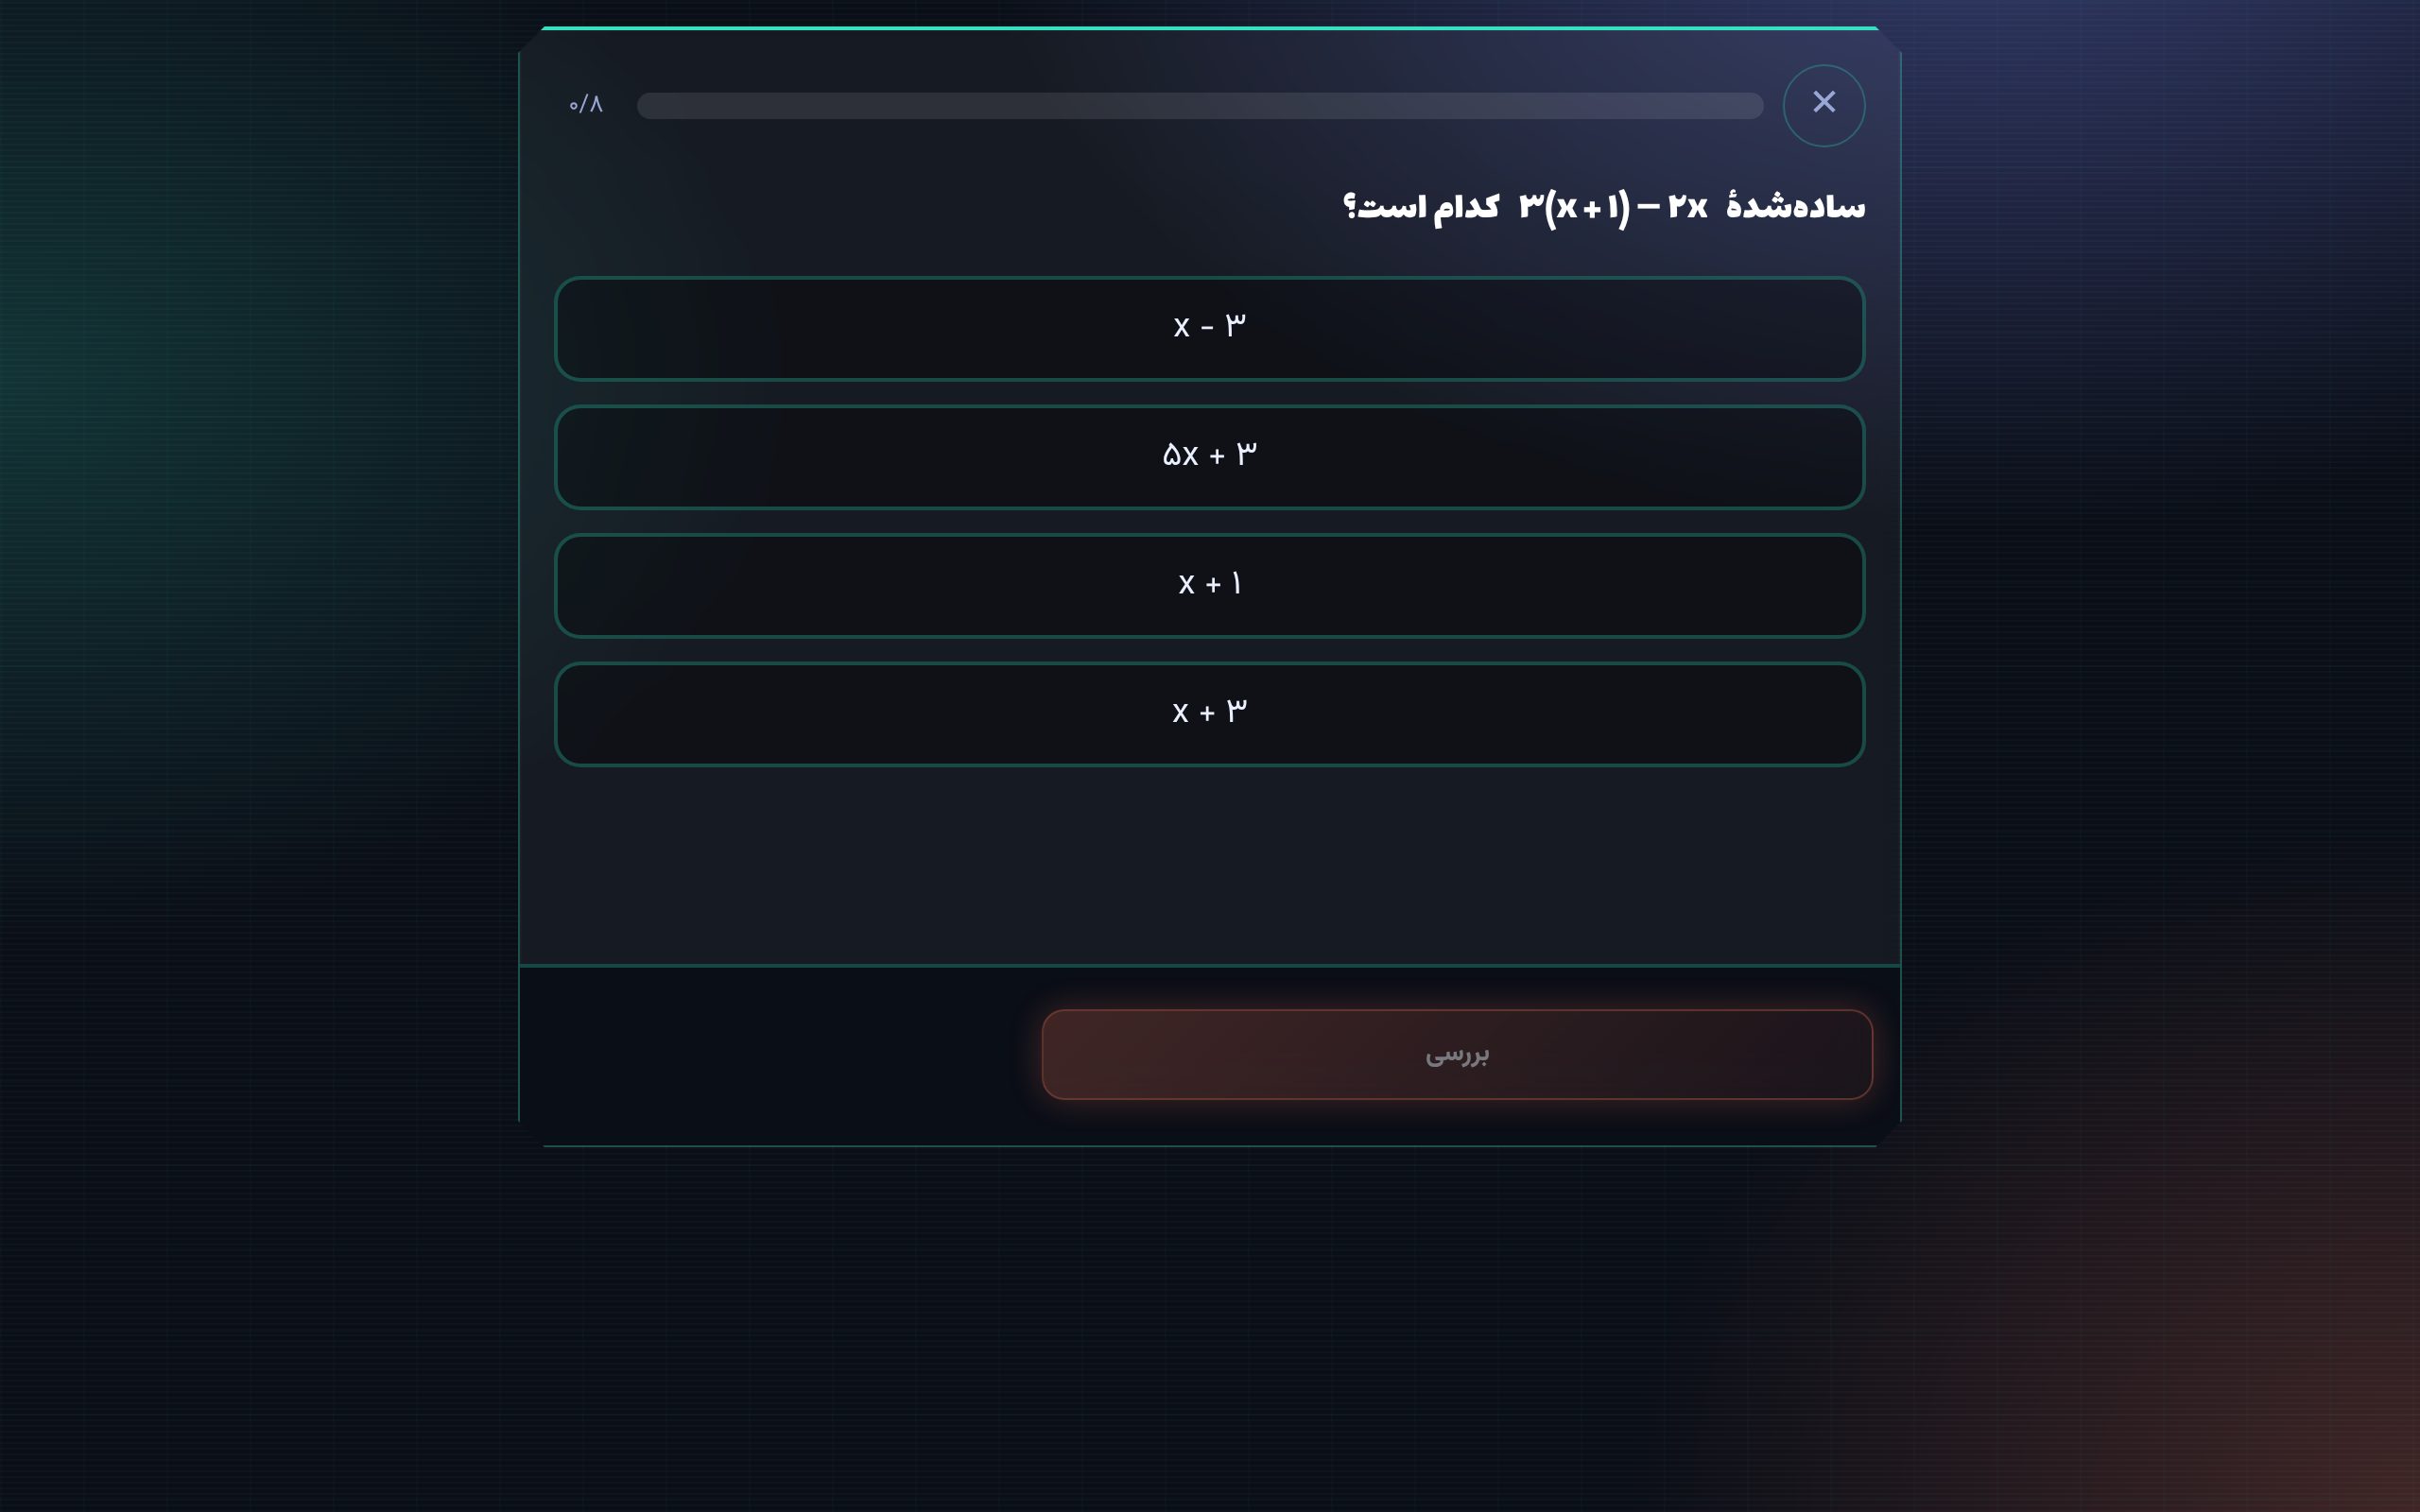 ✕
۰/۸
ساده‌شدهٔ ۳(x + ۱) − ۲x کدام است؟
x - ۳
۵x + ۳
x + ۱
x + ۳
بررسی